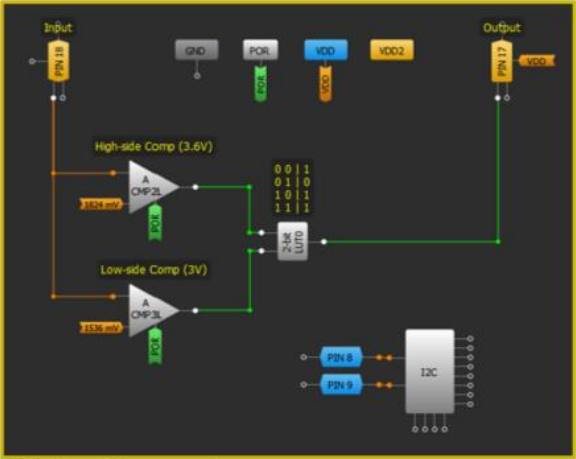 Input
Output
PIN 18
GND
POR
VDD
VDD2
PIN 17
VDD
POR
VDD
High-side Comp (3.6V)
A
CMP2L
1824 mV
POR
0 0 | 1
0 1 | 0
1 0 | 1
1 1 | 1
2-bit
LUT0
Low-side Comp (3V)
A
CMP3L
1536 mV
POR
PIN 8
PIN 9
I2C